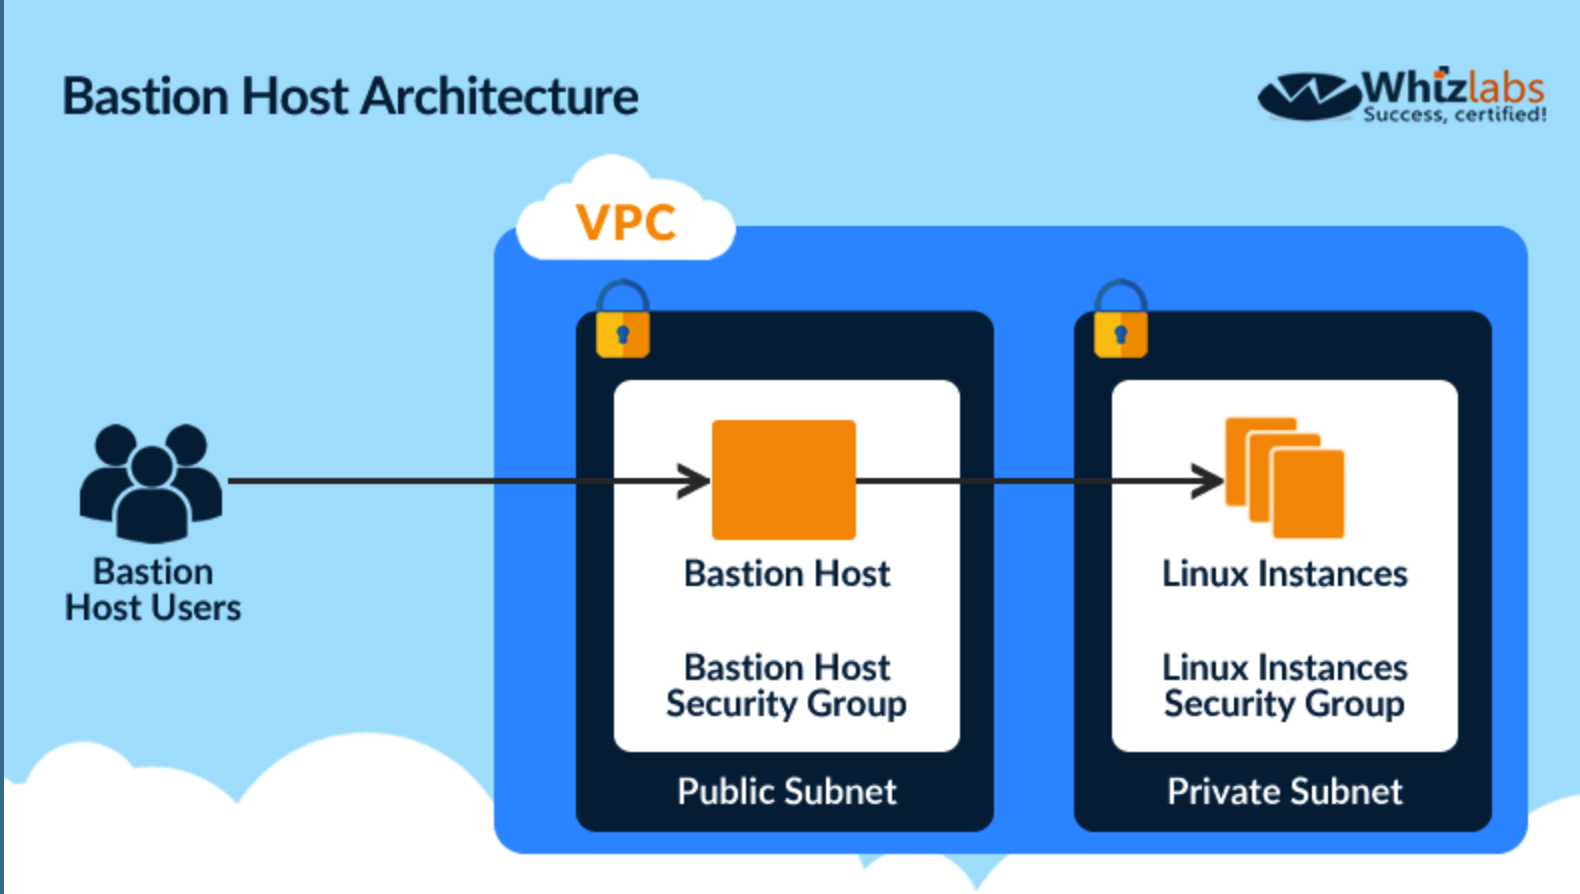 Bastion Host Architecture
Whizlabs
Success, certified!
VPC
Bastion
Host Users
Bastion Host
Bastion Host
Security Group
Public Subnet
Linux Instances
Linux Instances
Security Group
Private Subnet